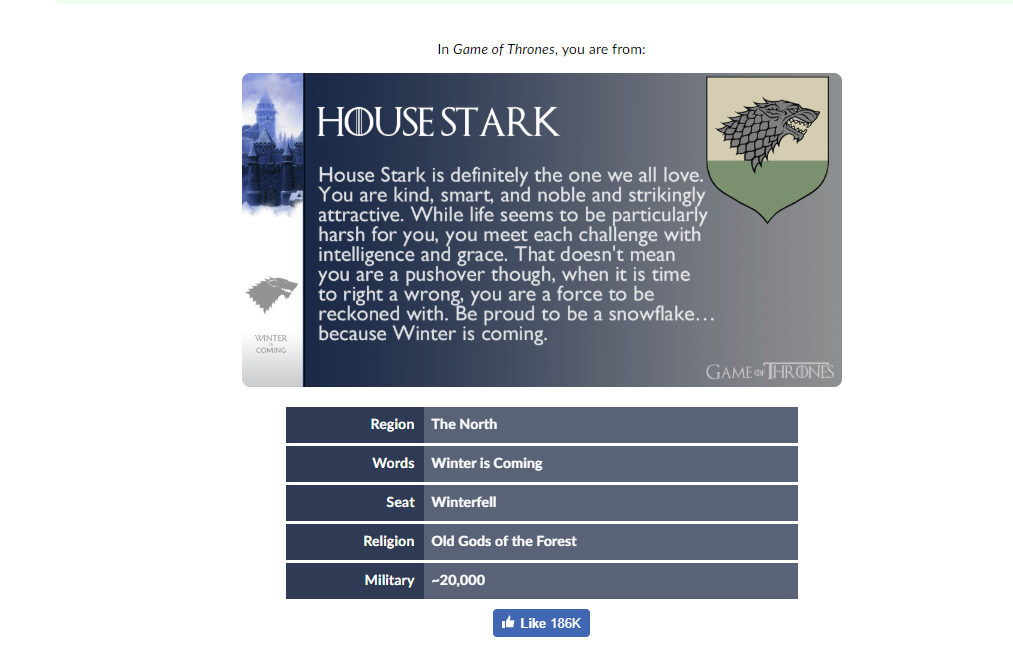 In Game of Thrones, you are from:
HOUSE STARK
House Stark is definitely the one we all love.
You are kind, smart, and noble and strikingly
attractive. While life seems to be particularly
harsh for you, you meet each challenge with
intelligence and grace. That doesn't mean
you are a pushover though, when it is time
to right a wrong, you are a force to be
reckoned with. Be proud to be a snowflake…
because Winter is coming.
WINTER
IS
COMING
GAME OF THRONES
Region The North
Words Winter is Coming
Seat Winterfell
Religion Old Gods of the Forest
Military ~20,000
Like 186K